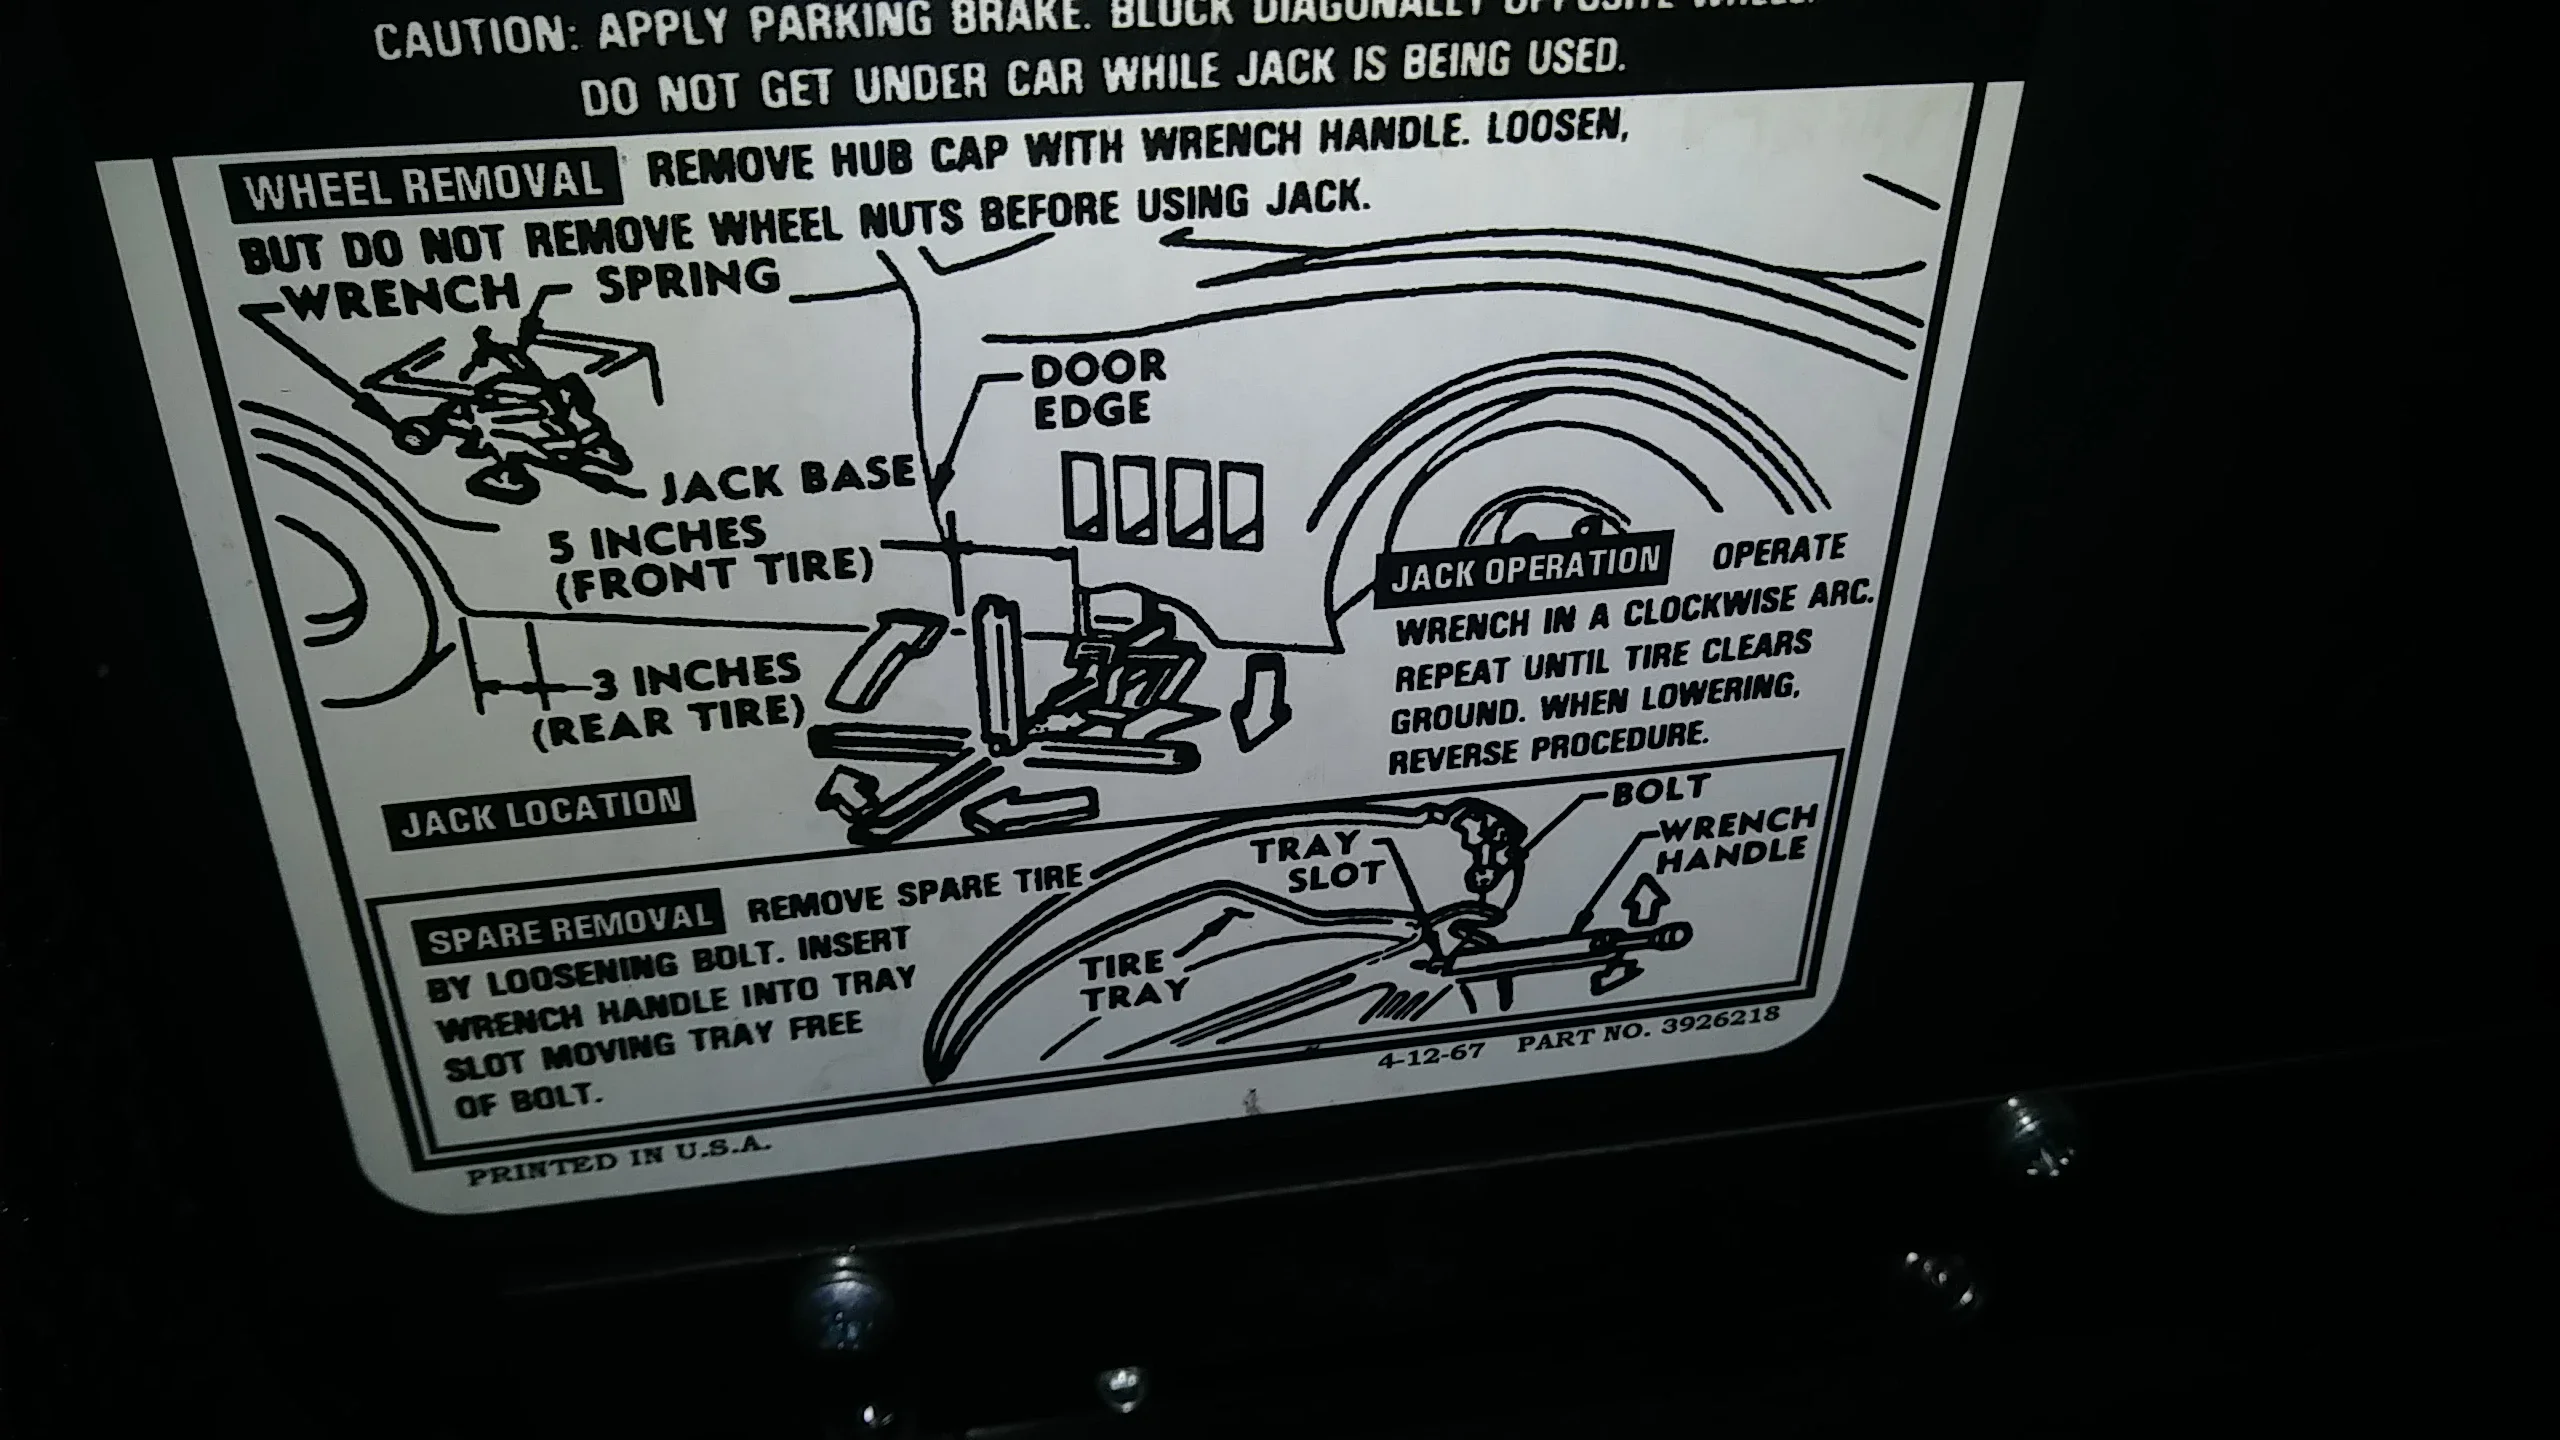 CAUTION: APPLY PARKING BRAKE. BLOCK DIAGONALLY OPPOSITE WHEEL.
DO NOT GET UNDER CAR WHILE JACK IS BEING USED.
WHEEL REMOVAL REMOVE HUB CAP WITH WRENCH HANDLE. LOOSEN,
BUT DO NOT REMOVE WHEEL NUTS BEFORE USING JACK.
WRENCH SPRING
DOOR
EDGE
JACK BASE
5 INCHES
(FRONT TIRE)
3 INCHES
(REAR TIRE)
JACK LOCATION
JACK OPERATION OPERATE
WRENCH IN A CLOCKWISE ARC.
REPEAT UNTIL TIRE CLEARS
GROUND. WHEN LOWERING,
REVERSE PROCEDURE.
SPARE REMOVAL REMOVE SPARE TIRE
BY LOOSENING BOLT. INSERT
WRENCH HANDLE INTO TRAY
SLOT MOVING TRAY FREE
OF BOLT.
BOLT
WRENCH
HANDLE
TRAY
SLOT
TIRE
TRAY
4-12-67 PART NO. 3926218
PRINTED IN U.S.A.